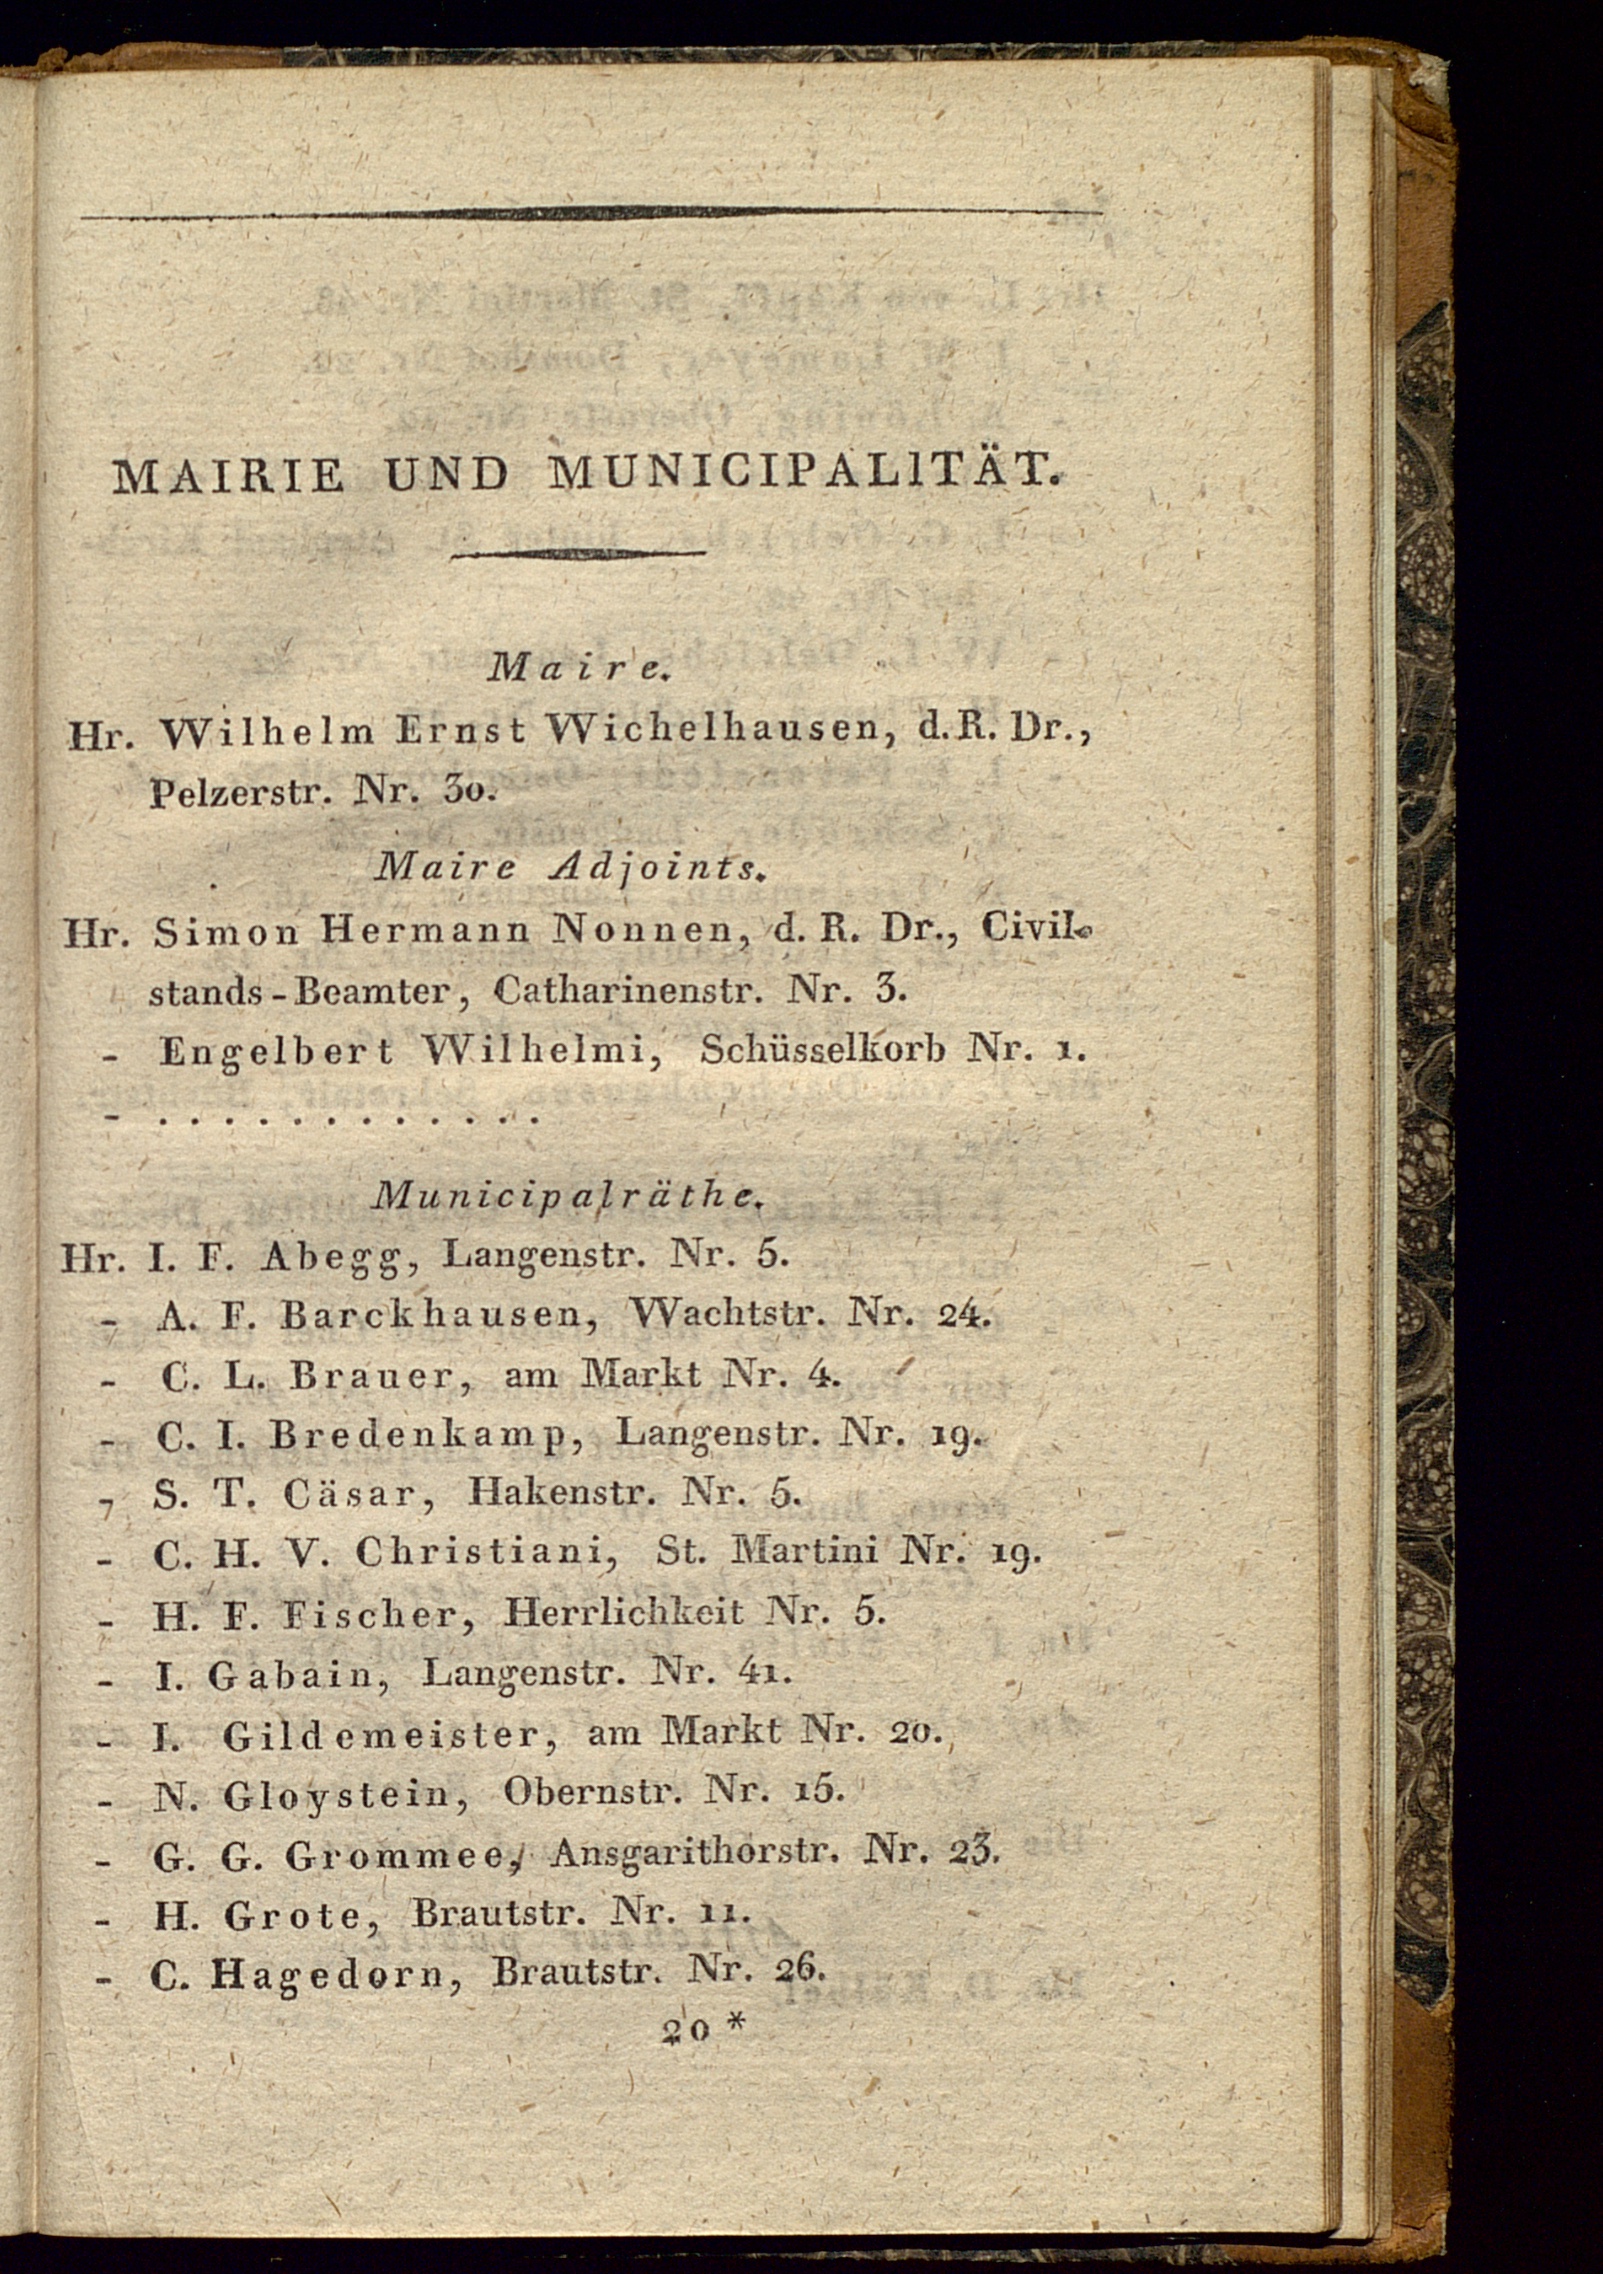 MAIRIE UND MUNICIPALITÄT.
Maire.
Hr. Wilhelm Ernst Wichelhausen, d. R. Dr.,
Pelzerstr. Nr. 30.
Maire Adjoints.
Hr. Simon Hermann Nonnen, d. R. Dr., Civil-
stands-Beamter, Catharinenstr. Nr. 3.
- Engelbert Wilhelmi, Schüsselkorb Nr. 1.
- . . . . . . . . . . . .
Municipalräthe.
Hr. I. F. Abegg, Langenstr. Nr. 5.
- A. F. Barckhausen, Wachtstr. Nr. 24.
- C. L. Brauer, am Markt Nr. 4.
- C. I. Bredenkamp, Langenstr. Nr. 19.
- S. T. Cäsar, Hakenstr. Nr. 5.
- C. H. V. Christiani, St. Martini Nr. 19.
- H. F. Fischer, Herrlichkeit Nr. 5.
- I. Gabain, Langenstr. Nr. 41.
- I. Gildemeister, am Markt Nr. 20.
- N. Gloystein, Obernstr. Nr. 15.
- G. G. Grommee, Ansgarithorstr. Nr. 23.
- H. Grote, Brautstr. Nr. 11.
- C. Hagedorn, Brautstr. Nr. 26.
20 *